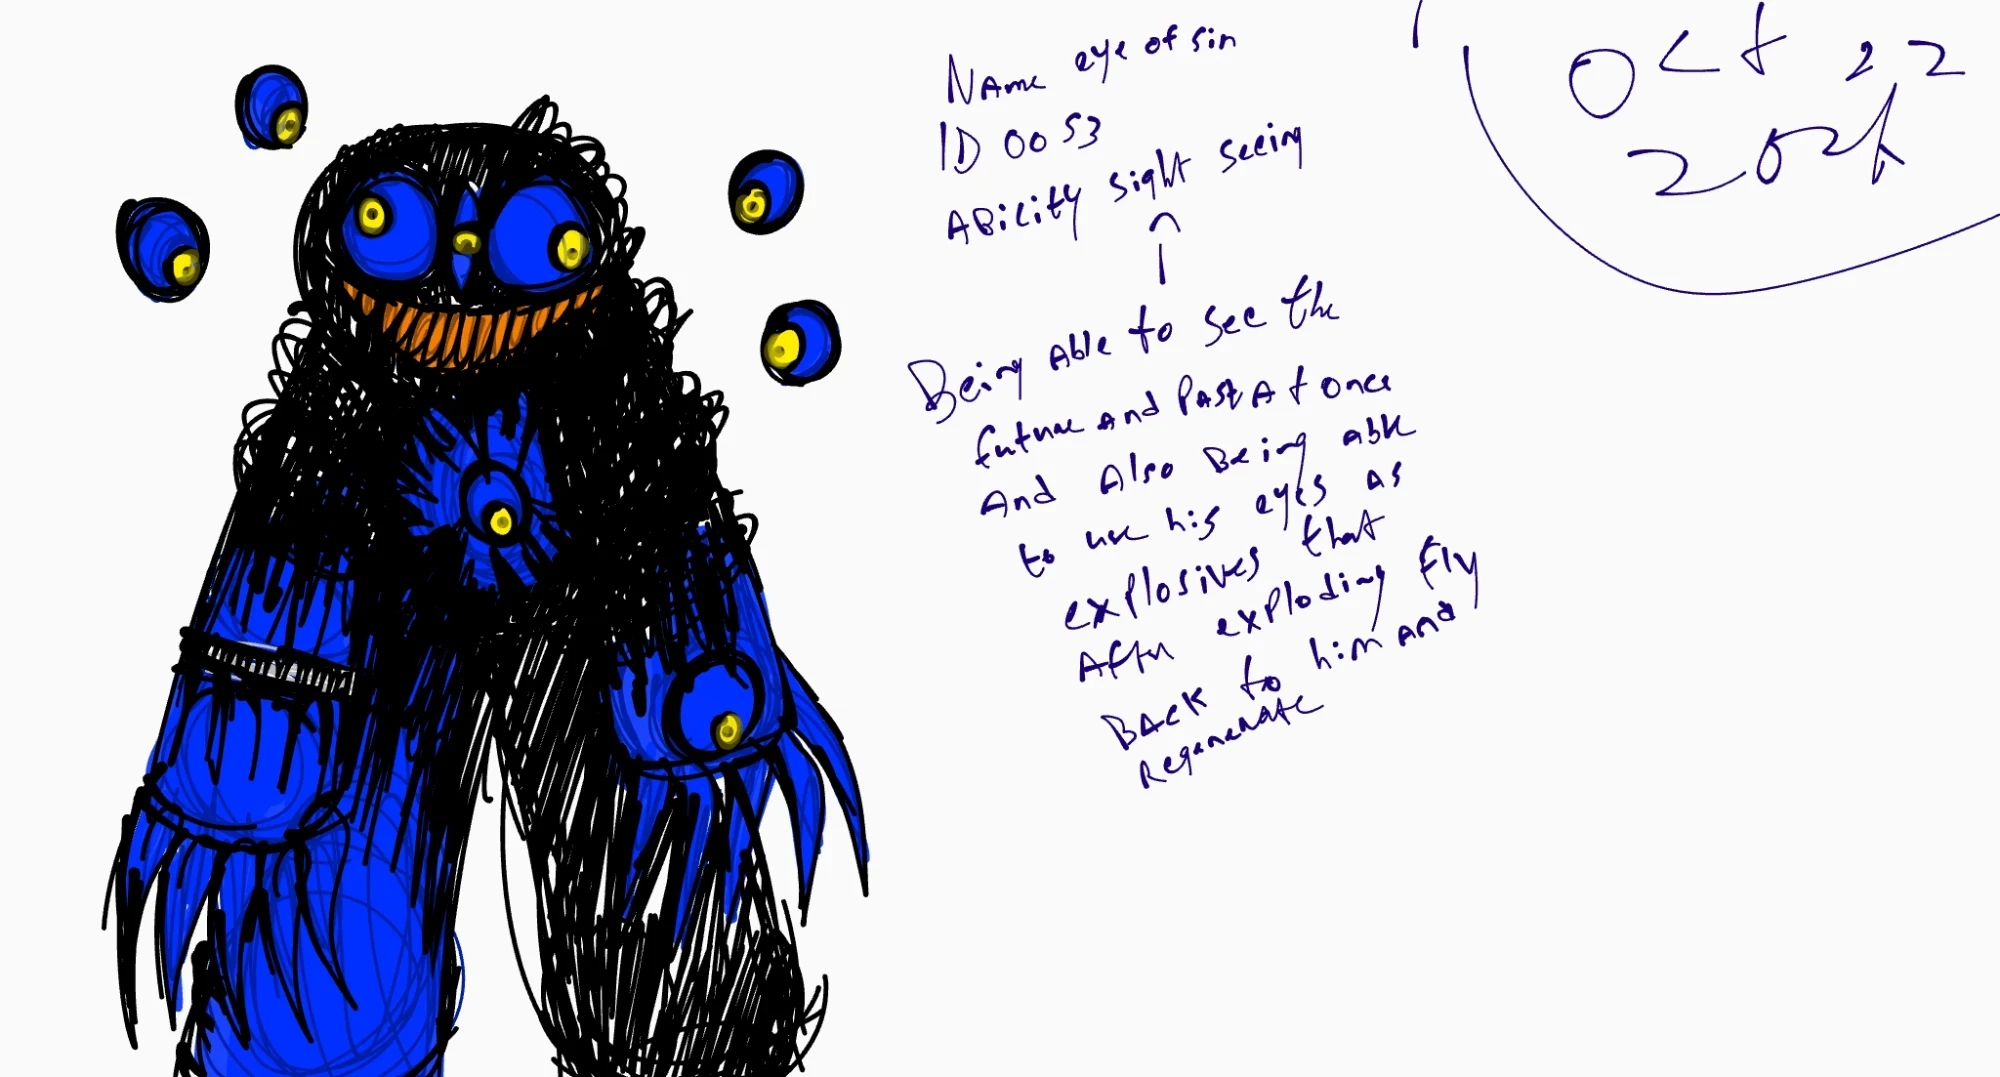 Name eye of sin
ID 0053
Ability sight seeing
Being Able to see the
future and Past At once
And Also Being able
to use his eyes as
explosives that
After exploding fly
Back to him and
regenerate
Oct 22
2024